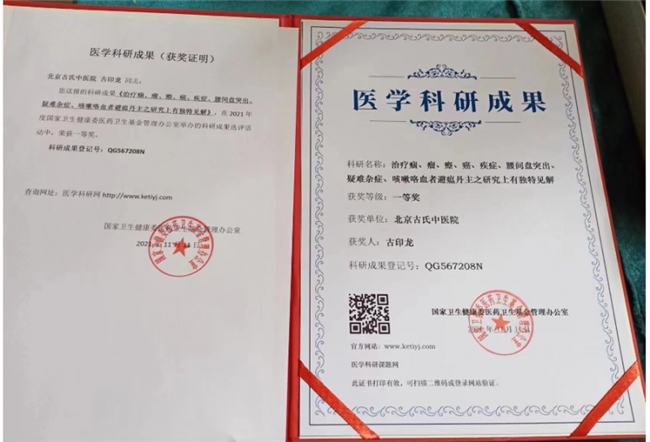 医学科研成果（获奖证明）
北京古氏中医院 古印龙 同志：
您送报的科研成果《治疗痫、瘤、瘫、癌、疾症、腰间盘突出、
疑难杂症、咳嗽咯血者避瘟丹主之研究上有独特见解》，在2021年
度国家卫生健康委医药卫生基金管理办公室举办的科研成果选评活
动中，荣获一等奖。
科研成果登记号：QG567208N
查询网址：医学科研网http://www.ketiyj.com
国家卫生健康委医药卫生基金管理办公室
医学科研成果
科研名称：治疗痫、瘤、瘫、癌、疾症、腰间盘突出、
疑难杂症、咳嗽咯血者避瘟丹主之研究上有独特见解
获奖等级：一等奖
获奖单位：北京古氏中医院
获奖人：古印龙
科研成果登记号：QG567208N
国家卫生健康委医药卫生基金管理办公室
官方网站：www.ketiyj.com
医学科研课题网
此证书打印有效，可扫描二维码或登录网站验证。